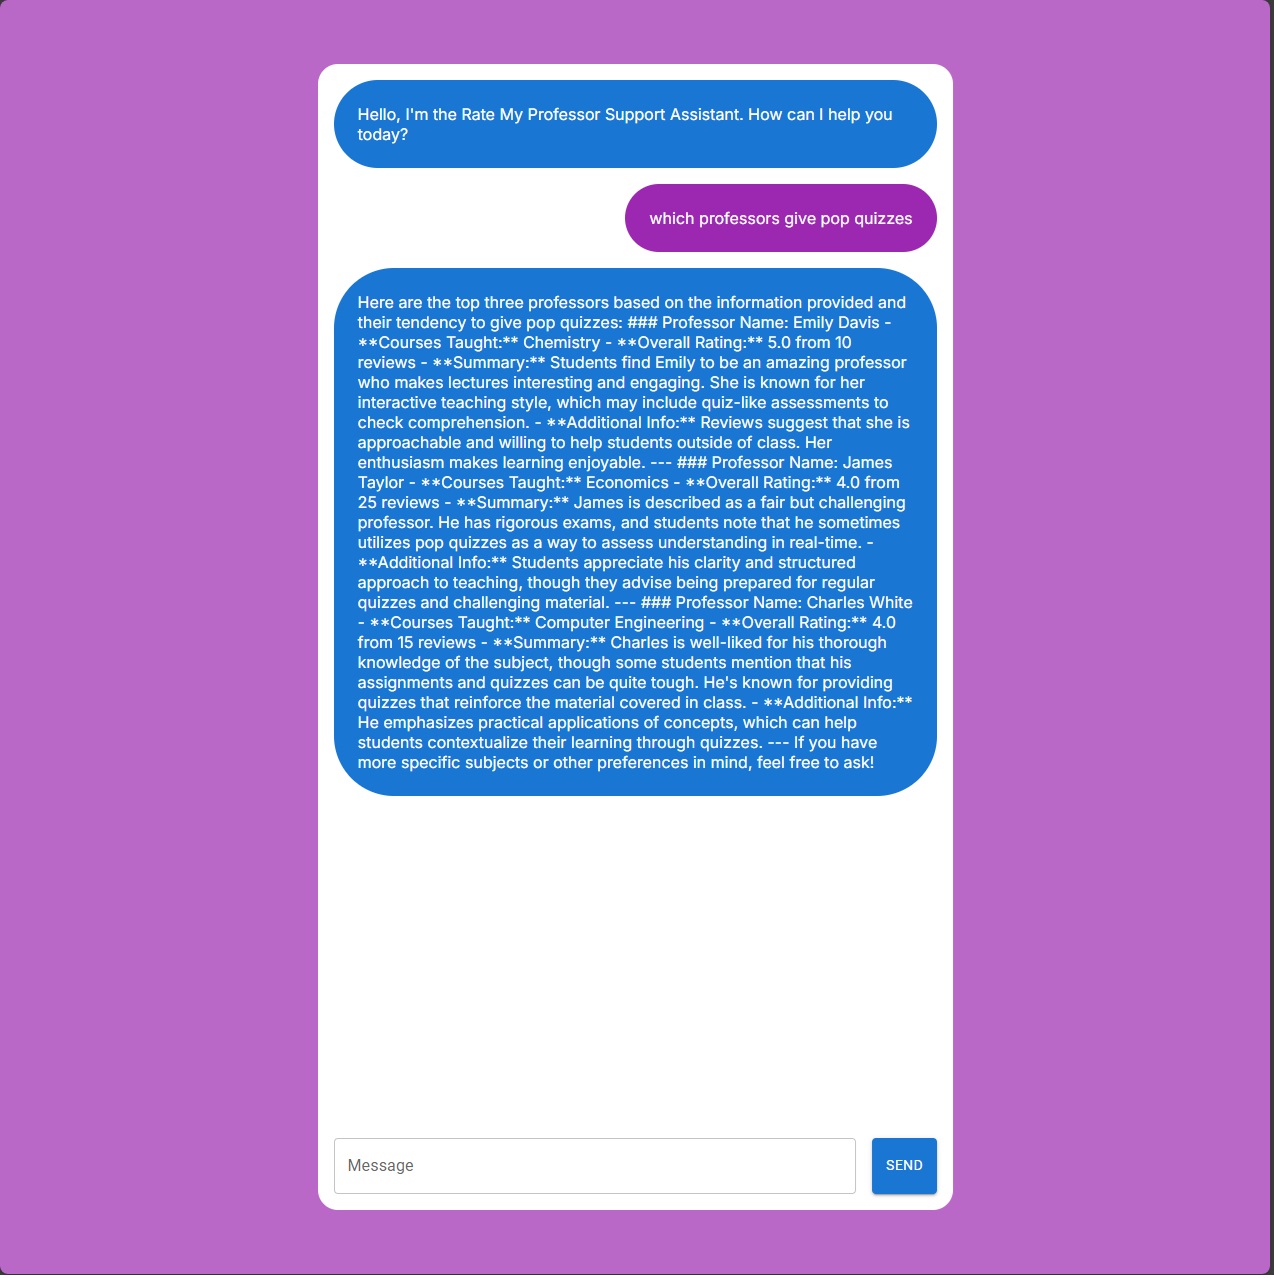 Hello, I'm the Rate My Professor Support Assistant. How can I help you
today?
which professors give pop quizzes
Here are the top three professors based on the information provided and
their tendency to give pop quizzes: ### Professor Name: Emily Davis -
**Courses Taught:** Chemistry - **Overall Rating:** 5.0 from 10
reviews - **Summary:** Students find Emily to be an amazing professor
who makes lectures interesting and engaging. She is known for her
interactive teaching style, which may include quiz-like assessments to
check comprehension. - **Additional Info:** Reviews suggest that she is
approachable and willing to help students outside of class. Her
enthusiasm makes learning enjoyable. --- ### Professor Name: James
Taylor - **Courses Taught:** Economics - **Overall Rating:** 4.0 from
25 reviews - **Summary:** James is described as a fair but challenging
professor. He has rigorous exams, and students note that he sometimes
utilizes pop quizzes as a way to assess understanding in real-time. -
**Additional Info:** Students appreciate his clarity and structured
approach to teaching, though they advise being prepared for regular
quizzes and challenging material. --- ### Professor Name: Charles White
- **Courses Taught:** Computer Engineering - **Overall Rating:** 4.0
from 15 reviews - **Summary:** Charles is well-liked for his thorough
knowledge of the subject, though some students mention that his
assignments and quizzes can be quite tough. He's known for providing
quizzes that reinforce the material covered in class. - **Additional Info:**
He emphasizes practical applications of concepts, which can help
students contextualize their learning through quizzes. --- If you have
more specific subjects or other preferences in mind, feel free to ask!
Message
SEND